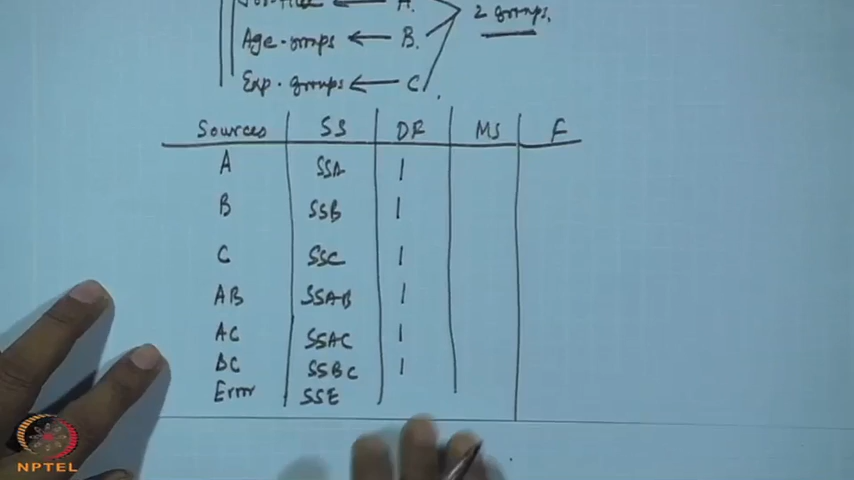 A. 2 groups.
Age-groups ← B.
Exp. groups ← C.
Sources SS DF MS F
A SSA 1
B SSB 1
C SSC 1
AB SSAB 1
AC SSAC 1
BC SSBC 1
Error SSE
NPTEL